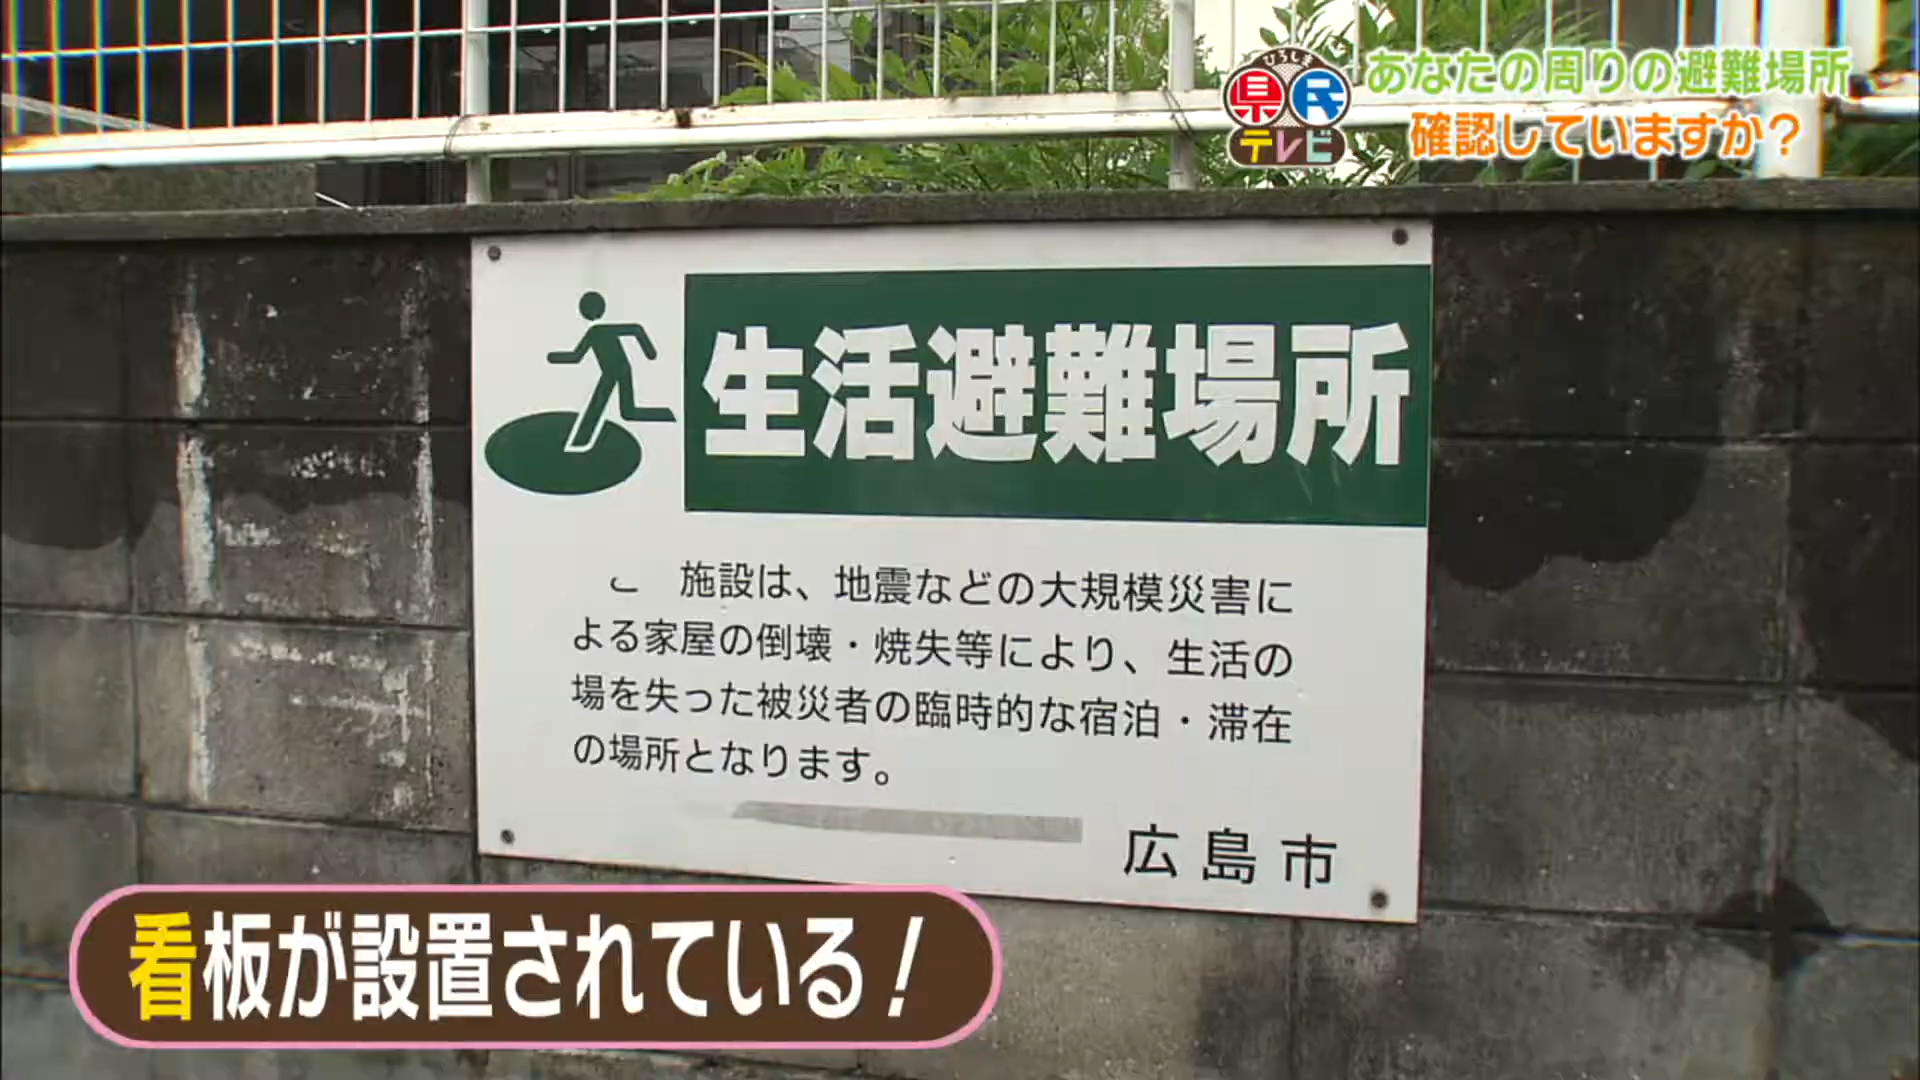 あなたの周りの避難場所
ひろしま
県民
テレビ
確認していますか？
生活避難場所
こ 施設は、地震などの大規模災害に
よる家屋の倒壊・焼失等により、生活の
場を失った被災者の臨時的な宿泊・滞在
の場所となります。
広島市
看板が設置されている！